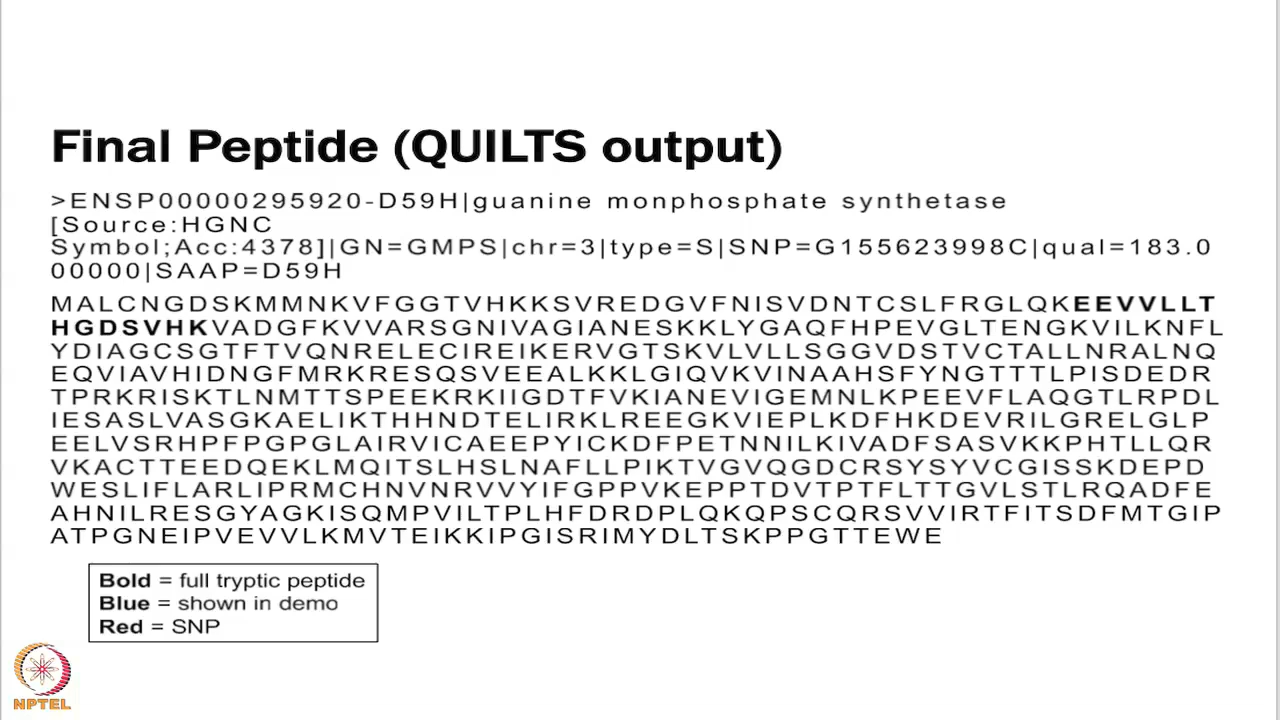 Final Peptide (QUILTS output)
>ENSP00000295920-D59H|guanine monphosphate synthetase
[Source:HGNC
Symbol;Acc:4378]|GN=GMPS|chr=3|type=S|SNP=G155623998C|qual=183.0
00000|SAAP=D59H
MALCNGDSKMMNKVFGGTVHKKSVREDGVFNISVDNTCSLFRGLQKEEVVLLT
HGDSVHKVADGFKVVARSGNIVAGIANESKKLYGAQFHPEVGLTENGKVILKNFL
YDIAGCSGTFTVQNRELECIREIKERVGTSKVLVLLSGGVDSTVCTALLNRALNQ
EQVIAVHIDNGFMRKRESQSVEEALKKLGIQVKVINAAHSFYNGTTTLPISDEDR
TPRKRISKTLNMTTSPEEKRKIIGDTFVKIANEVIGEMNLKPEEVFLAQGTLRPDL
IESASLVASGKAELIKTHHNDTELIRKLREEGKVIEPLKDFHKDEVRILGRELGLP
EELVSRHPFPGPGLAIRVICAEEPYICKDFPETNNILKIVADFSASVKKPHTLLQR
VKACTTEEDQEKLMQITSLHSLNAFLLPIKTVGVQGDCRSYSYVCGISSKDEPD
WESLIFLARLIPRMCHNVNRVVYIFGPPVKEPPTDVTPTFLTTGVLSTLRQADFE
AHNILRESGYAGKISQMPVILTPLHFDRDPLQKQPSCQRSVVIRTFITSDFMTGIP
ATPGNEIPVEVVLKMVTEIKKIPGISRIMYDLTSKPPGTTEWE
Bold = full tryptic peptide
Blue = shown in demo
Red = SNP
NPTEL